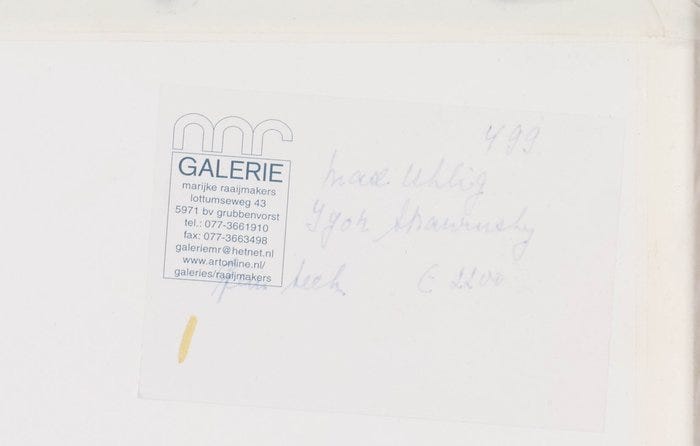 mr
GALERIE
marijke raaijmakers
lottumseweg 43
5971 bv grubbenvorst
tel.: 077-3661910
fax: 077-3663498
galeriemr@hetnet.nl
www.artonline.nl/
galeries/raaijmakers
499
Max Uhlig
Igor Strawinsky
€ 2200